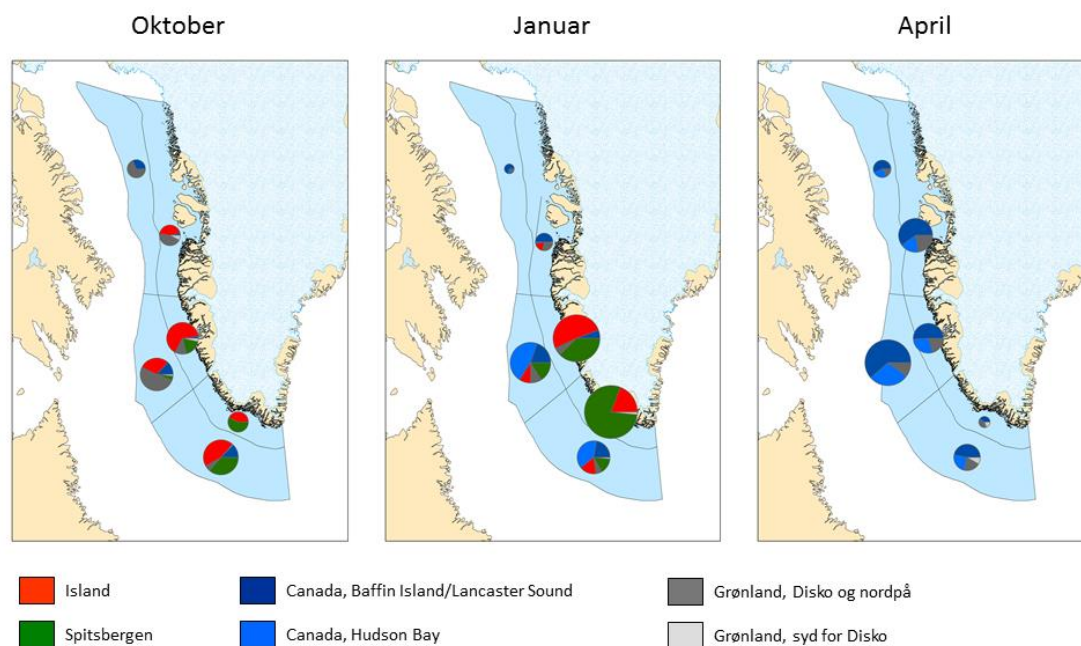 Oktober
Januar
April
Island
Canada, Baffin Island/Lancaster Sound
Grønland, Disko og nordpå
Spitsbergen
Canada, Hudson Bay
Grønland, syd for Disko